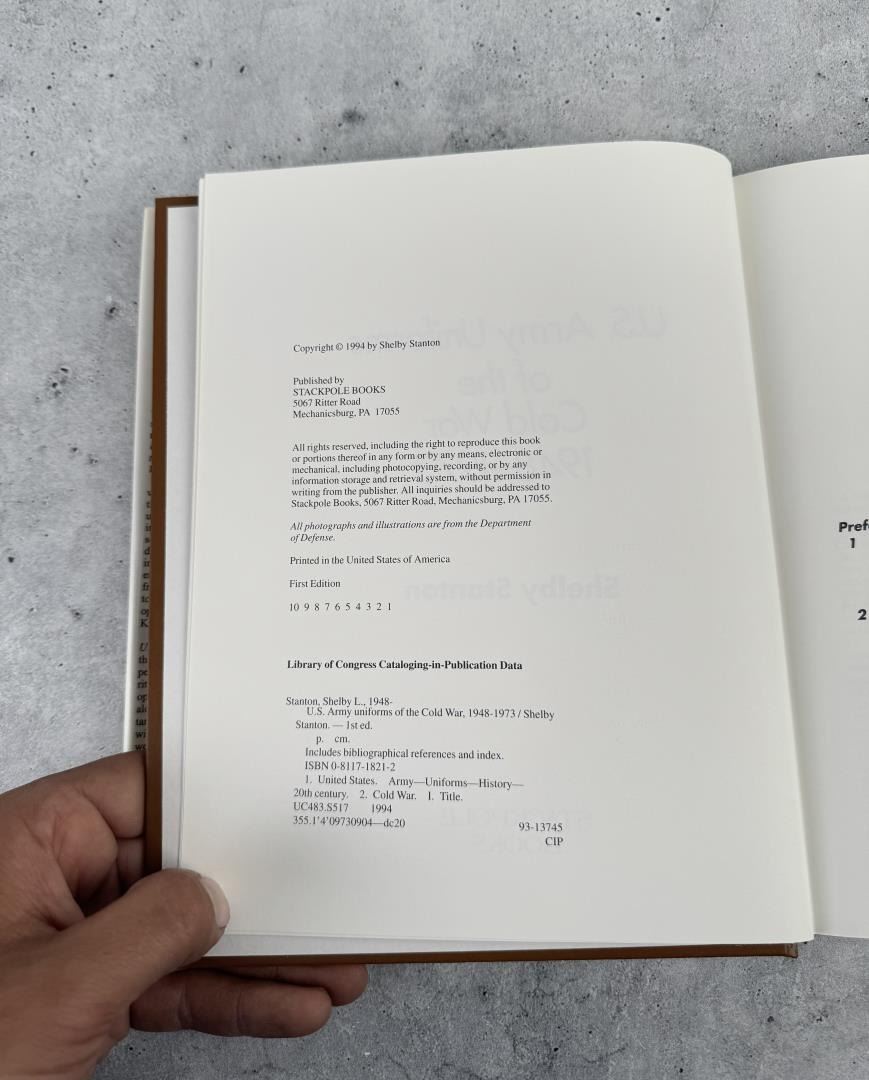 Copyright © 1994 by Shelby Stanton
Published by
STACKPOLE BOOKS
5067 Ritter Road
Mechanicsburg, PA 17055
All rights reserved, including the right to reproduce this book
or portions thereof in any form or by any means, electronic or
mechanical, including photocopying, recording, or by any
information storage and retrieval system, without permission in
writing from the publisher. All inquiries should be addressed to
Stackpole Books, 5067 Ritter Road, Mechanicsburg, PA 17055.
All photographs and illustrations are from the Department
of Defense.
Printed in the United States of America
First Edition
10 9 8 7 6 5 4 3 2 1
Library of Congress Cataloging-in-Publication Data
Stanton, Shelby L., 1948-
U.S. Army uniforms of the Cold War, 1948-1973 / Shelby
Stanton. — 1st ed.
p. cm.
Includes bibliographical references and index.
ISBN 0-8117-1821-2
1. United States. Army—Uniforms—History—
20th century. 2. Cold War. I. Title.
UC483.S517 1994
355.1'4'09730904—dc20
93-13745
CIP
1
2